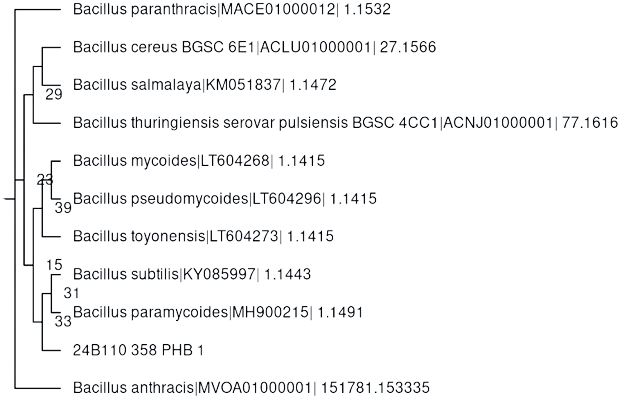 Bacillus paranthracis|MACE01000012| 1.1532
Bacillus cereus BGSC 6E1|ACLU01000001| 27.1566
Bacillus salmalaya|KM051837| 1.1472
29
Bacillus thuringiensis serovar pulsiensis BGSC 4CC1|ACNJ01000001| 77.1616
Bacillus mycoides|LT604268| 1.1415
23
Bacillus pseudomycoides|LT604296| 1.1415
39
Bacillus toyonensis|LT604273| 1.1415
15
Bacillus subtilis|KY085997| 1.1443
31
Bacillus paramycoides|MH900215| 1.1491
33
24B110 358 PHB 1
Bacillus anthracis|MVOA01000001| 151781.153335